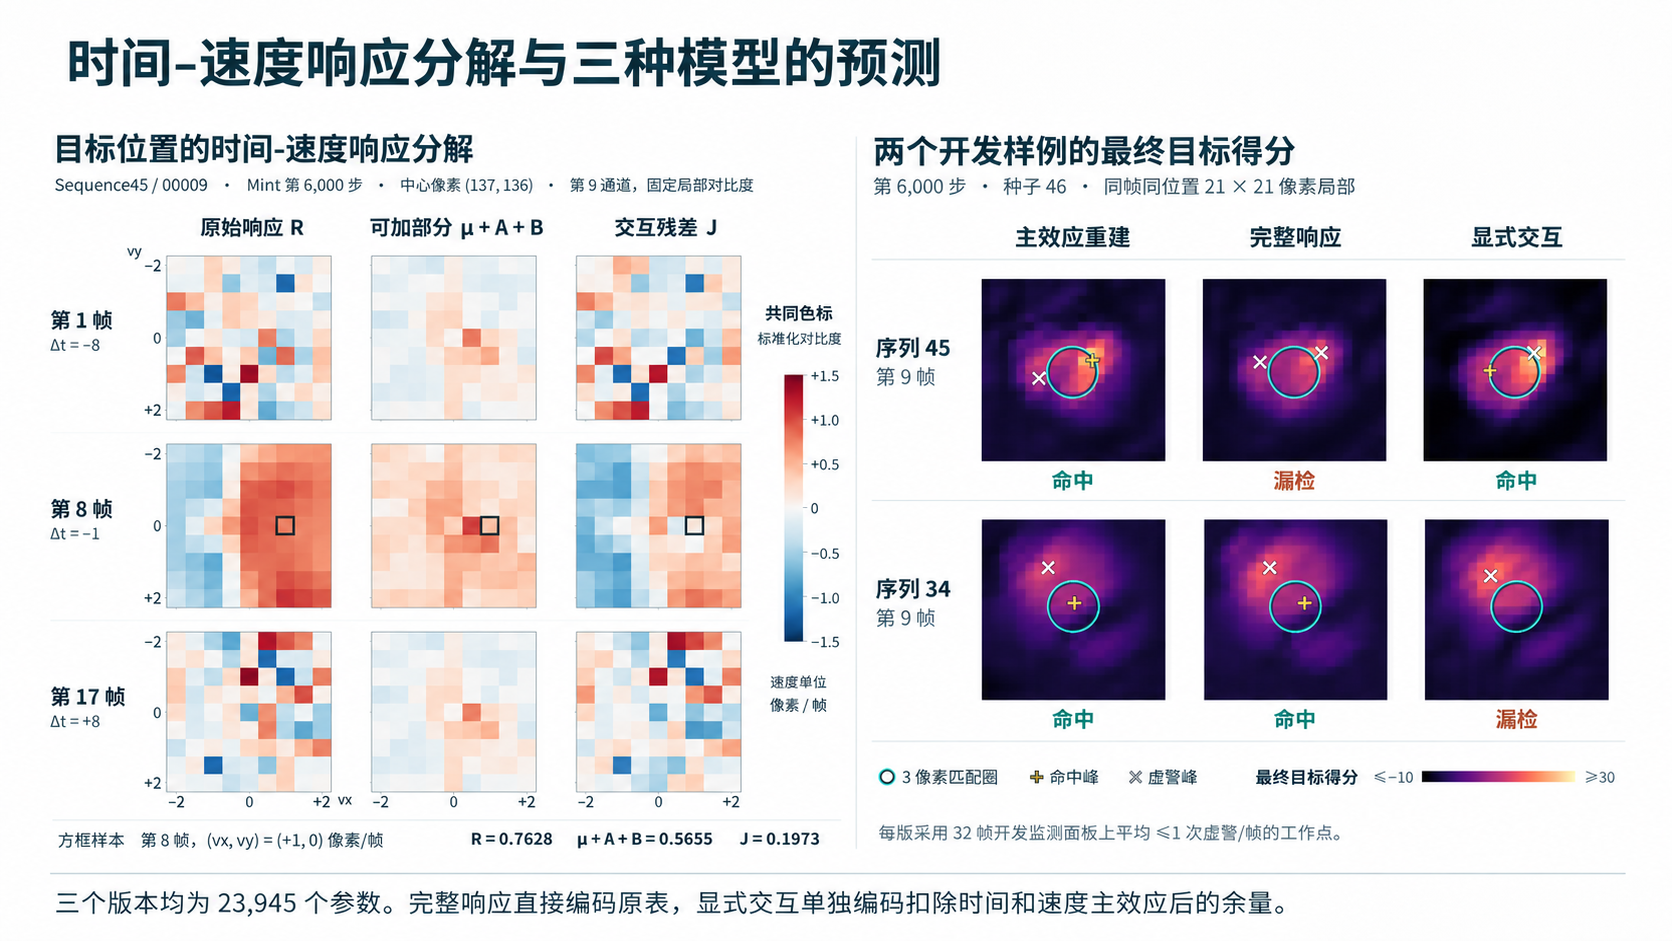 时间-速度响应分解与三种模型的预测
目标位置的时间-速度响应分解
Sequence45 / 00009 • Mint 第 6,000 步 • 中心像素 (137, 136) • 第 9 通道，固定局部对比度
原始响应 R
可加部分 μ + A + B
交互残差 J
vy
−2
0
+2
第 1 帧
Δt = −8
−2
0
+2
第 8 帧
Δt = −1
−2
0
+2
第 17 帧
Δt = +8
−2 0 +2 vx
−2 0 +2
−2 0 +2
共同色标
标准化对比度
+1.5
+1.0
+0.5
0
−0.5
−1.0
−1.5
速度单位
像素 / 帧
方框样本 第 8 帧，(vx, vy) = (+1, 0) 像素/帧 R = 0.7628 μ + A + B = 0.5655 J = 0.1973
两个开发样例的最终目标得分
第 6,000 步 • 种子 46 • 同帧同位置 21 × 21 像素局部
主效应重建
完整响应
显式交互
序列 45
第 9 帧
命中
漏检
命中
序列 34
第 9 帧
命中
命中
漏检
3 像素匹配圈 命中峰 虚警峰 最终目标得分 ≤−10 ≥30
每版采用 32 帧开发监测面板上平均 ≤1 次虚警/帧的工作点。
三个版本均为 23,945 个参数。完整响应直接编码原表，显式交互单独编码扣除时间和速度主效应后的余量。